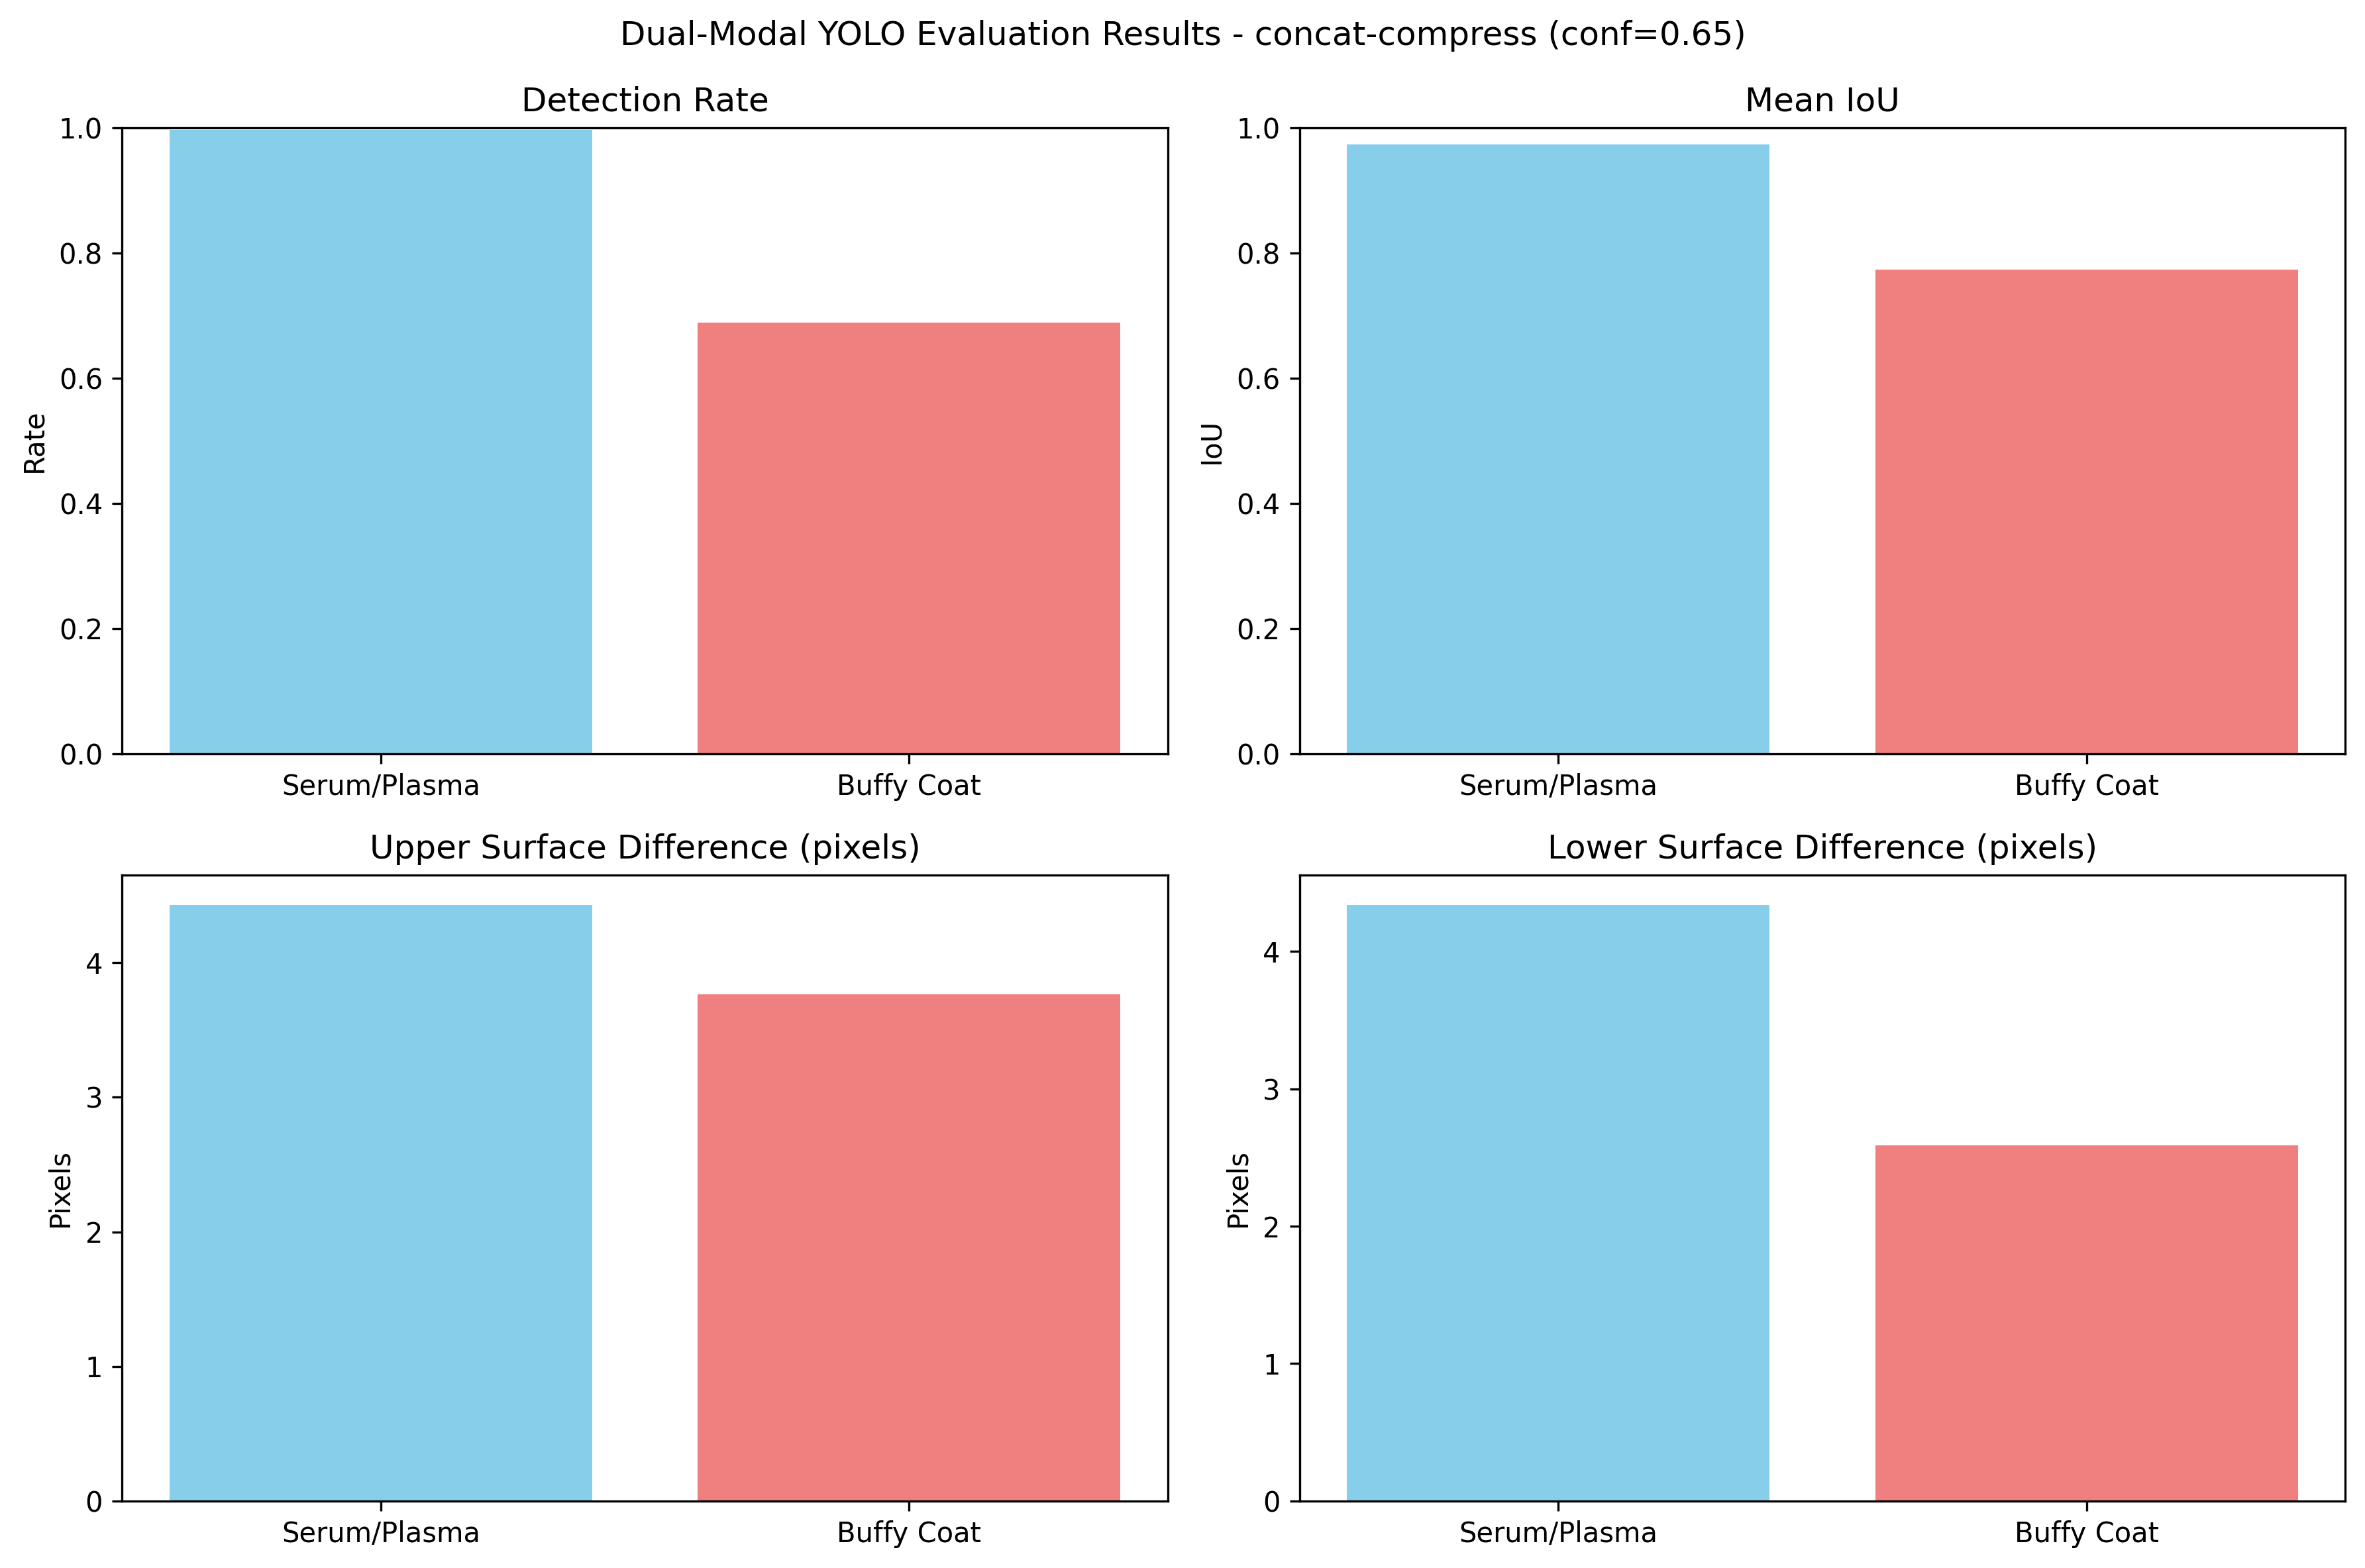 Dual-Modal YOLO Evaluation Results - concat-compress (conf=0.65)
Detection Rate
1.0
0.8
0.6
0.4
0.2
0.0
Rate
Serum/Plasma
Buffy Coat
Mean IoU
1.0
0.8
0.6
0.4
0.2
0.0
IoU
Serum/Plasma
Buffy Coat
Upper Surface Difference (pixels)
4
3
2
1
0
Pixels
Serum/Plasma
Buffy Coat
Lower Surface Difference (pixels)
4
3
2
1
0
Pixels
Serum/Plasma
Buffy Coat